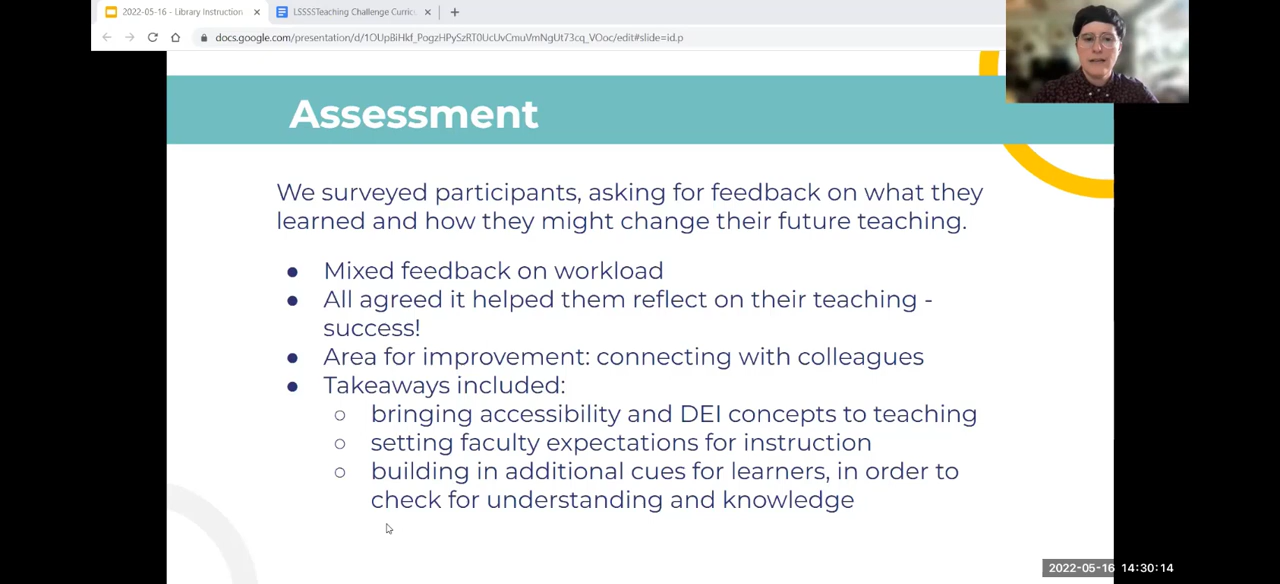 2022-05-16 - Library Instruction
LSSSSTeaching Challenge Curric
docs.google.com/presentation/d/1OUpBiHkf_PogzHPySzRT0UcUvCmuVmNgUt73cq_VOoc/edit#slide=id.p
Assessment
We surveyed participants, asking for feedback on what they
learned and how they might change their future teaching.
● Mixed feedback on workload
● All agreed it helped them reflect on their teaching -
success!
● Area for improvement: connecting with colleagues
● Takeaways included:
○ bringing accessibility and DEI concepts to teaching
○ setting faculty expectations for instruction
○ building in additional cues for learners, in order to
check for understanding and knowledge
2022-05-16 14:30:14